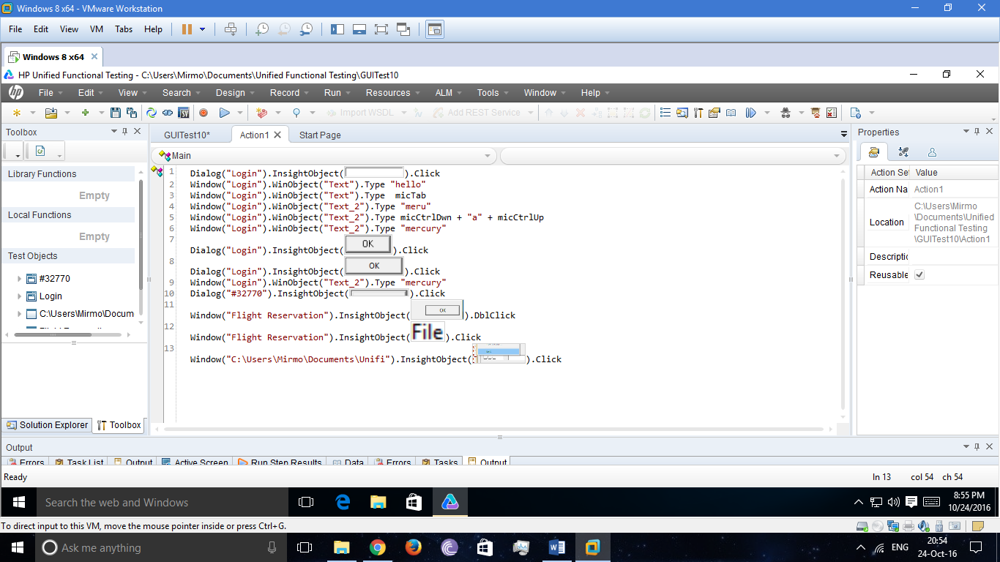 Windows 8 x64 - VMware Workstation
File Edit View VM Tabs Help
Windows 8 x64
HP Unified Functional Testing - C:\Users\Mirmo\Documents\Unified Functional Testing\GUITest10
hp File Edit View Search Design Record Run Resources ALM Tools Window Help
Import WSDL Add REST Service
Toolbox
Library Functions
Empty
Local Functions
Empty
Test Objects
#32770
Login
C:\Users\Mirmo\Docum
Solution Explorer Toolbox
GUITest10* Action1 Start Page
Main
1 Dialog("Login").InsightObject( ).Click
2 Window("Login").WinObject("Text").Type "hello"
3 Window("Login").WinObject("Text").Type  micTab
4 Window("Login").WinObject("Text_2").Type "meru"
5 Window("Login").WinObject("Text_2").Type micCtrlDwn + "a" + micCtrlUp
6 Window("Login").WinObject("Text_2").Type "mercury"
7 Dialog("Login").InsightObject( OK ).Click
8 Dialog("Login").InsightObject( OK ).Click
9 Window("Login").WinObject("Text_2").Type "mercury"
10 Dialog("#32770").InsightObject( ).Click
11 Window("Flight Reservation").InsightObject( OK ).DblClick
12 Window("Flight Reservation").InsightObject( File ).Click
13 Window("C:\Users\Mirmo\Documents\Unifi").InsightObject( ).Click
Properties
Action Set Value
Action Na Action1
Location C:\Users\Mirmo
\Documents\Unified
Functional Testing
\GUITest10\Action1
Descriptic
Reusable
Output
Errors Task List Output Active Screen Run Step Results Data Errors Tasks Output
Ready ln 13 col 54 ch 54
Search the web and Windows
8:55 PM
10/24/2016
To direct input to this VM, move the mouse pointer inside or press Ctrl+G.
Ask me anything
ENG
20:54
24-Oct-16